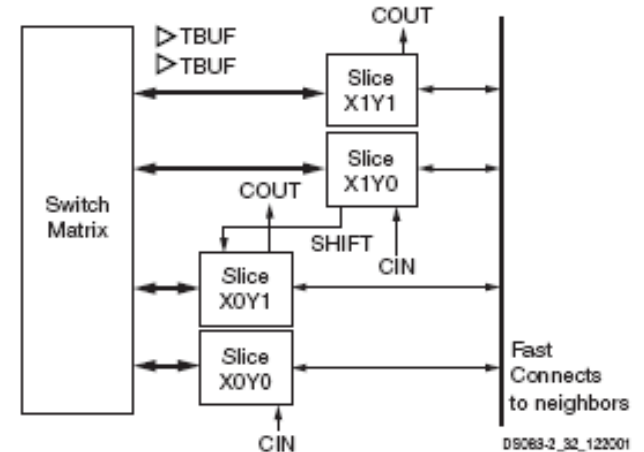 COUT
TBUF
TBUF
Slice
X1Y1
Slice
X1Y0
COUT
Switch
Matrix
SHIFT
CIN
Slice
X0Y1
Slice
X0Y0
Fast
Connects
to neighbors
CIN
DS083-2_32_122001